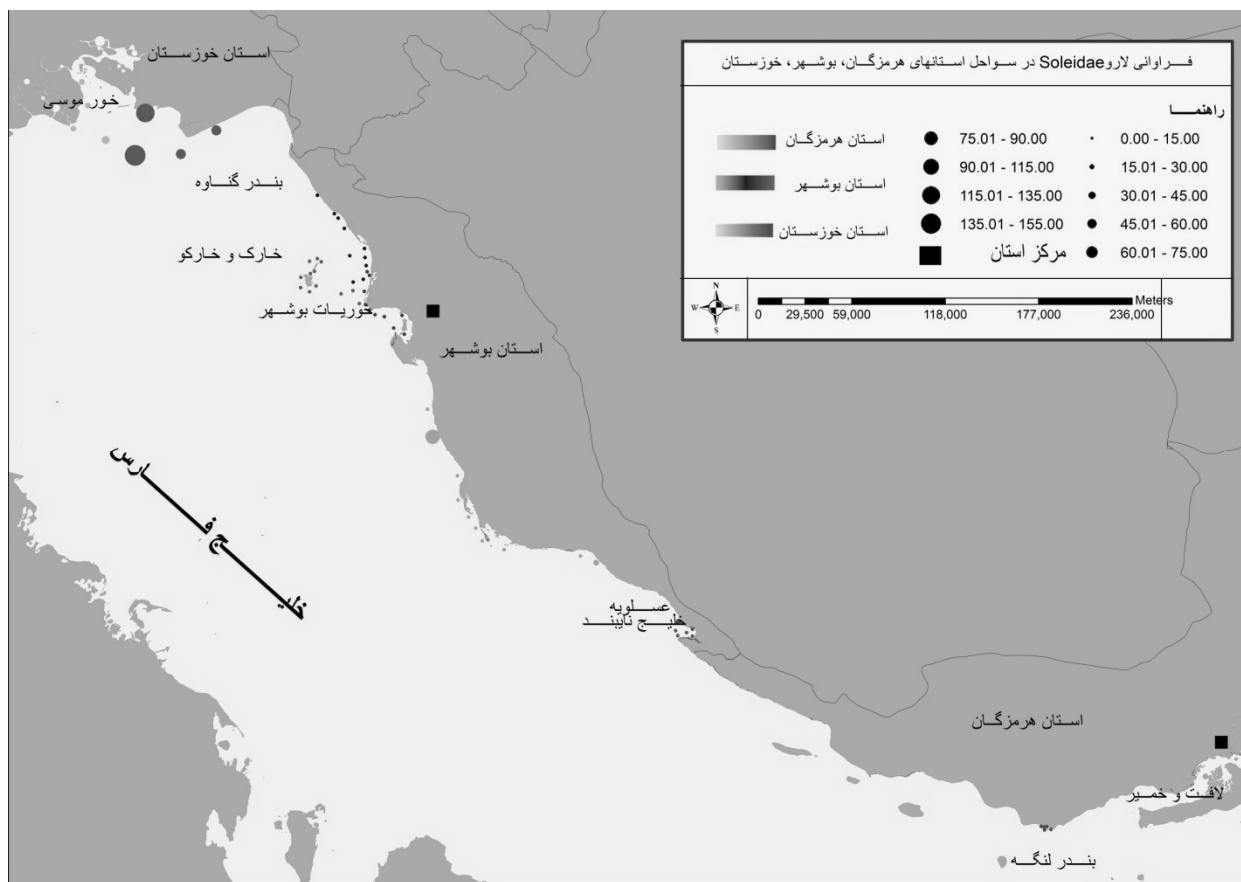 فراوانی لارو Soleidae در سواحل استانهای هرمزگان، بوشهر، خوزستان
راهنما
0.00 - 15.00
15.01 - 30.00
30.01 - 45.00
45.01 - 60.00
60.01 - 75.00
75.01 - 90.00
90.01 - 115.00
115.01 - 135.00
135.01 - 155.00
مرکز استان
استان هرمزگان
استان بوشهر
استان خوزستان
N
W E
S
Meters
0 29,500 59,000 118,000 177,000 236,000
استان خوزستان
خور موسی
بندر گناوه
خارک و خارکو
خوریات بوشهر
استان بوشهر
خلیج فارس
عسلویه
خلیج نایبند
استان هرمزگان
لافت و خمیر
بندر لنگه